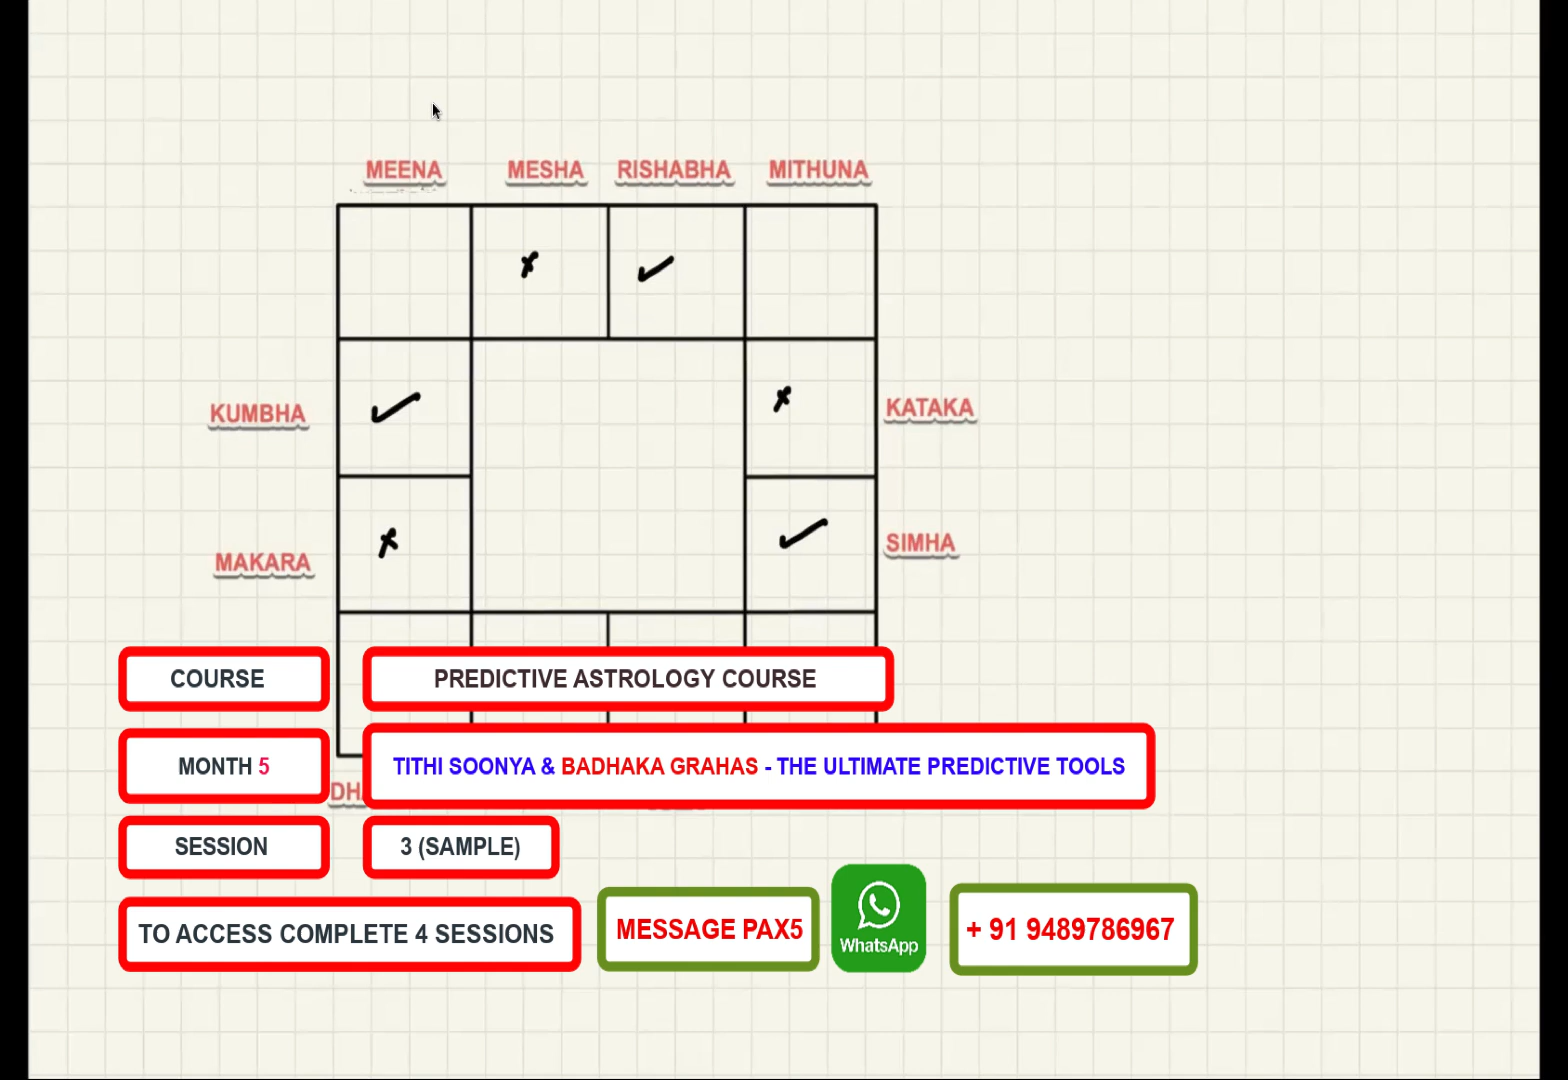 MEENA MESHA RISHABHA MITHUNA
KUMBHA KATAKA
MAKARA SIMHA
COURSE PREDICTIVE ASTROLOGY COURSE
MONTH 5 TITHI SOONYA & BADHAKA GRAHAS - THE ULTIMATE PREDICTIVE TOOLS
SESSION 3 (SAMPLE)
TO ACCESS COMPLETE 4 SESSIONS MESSAGE PAX5 WhatsApp + 91 9489786967